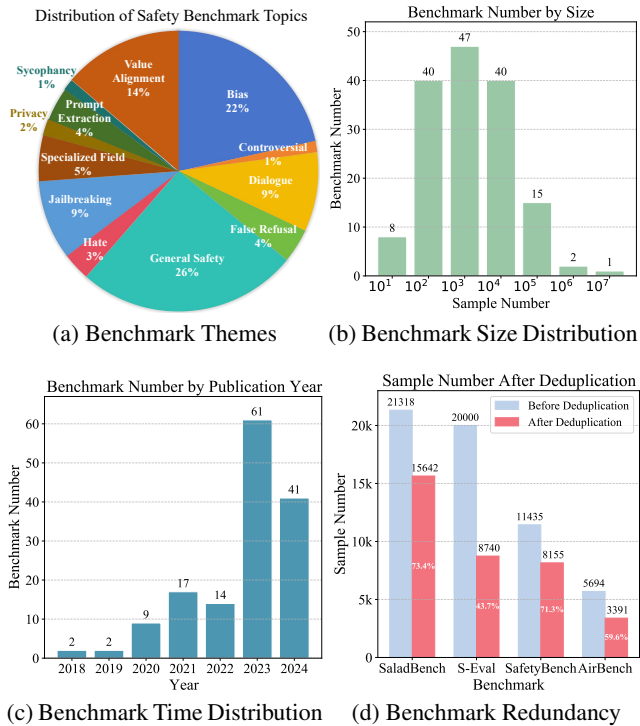 Distribution of Safety Benchmark Topics
Value
Alignment
14%
Bias
22%
Sycophancy
1%
Prompt
Extraction
4%
Privacy
2%
Controversial
1%
Specialized Field
5%
Dialogue
9%
Jailbreaking
9%
False Refusal
4%
Hate
3%
General Safety
26%
(a) Benchmark Themes
Benchmark Number by Size
Benchmark Number
50
40
30
20
10
0
8
40
47
40
15
2
1
10¹
10²
10³
10⁴
10⁵
10⁶
10⁷
Sample Number
(b) Benchmark Size Distribution
Benchmark Number by Publication Year
Benchmark Number
60
50
40
30
20
10
0
2
2
9
17
14
61
41
2018
2019
2020
2021
2022
2023
2024
Year
(c) Benchmark Time Distribution
Sample Number After Deduplication
Sample Number
Before Deduplication
After Deduplication
20k
15k
10k
5k
0
21318
15642
73.4%
20000
8740
43.7%
11435
8155
71.3%
5694
3391
59.6%
SaladBench
S-Eval
SafetyBench
AirBench
Benchmark
(d) Benchmark Redundancy